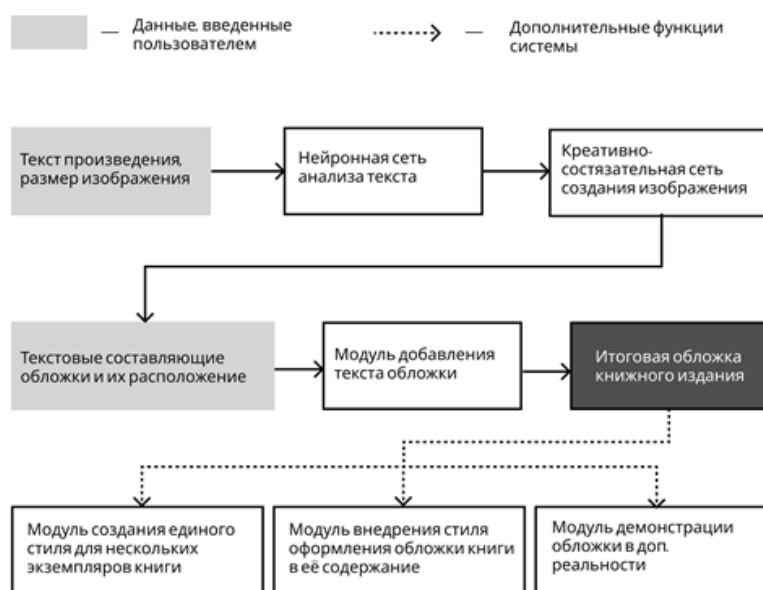 — Данные, введенные
пользователем
— Дополнительные функции
системы
Текст произведения,
размер изображения
Нейронная сеть
анализа текста
Креативно-
состязательная сеть
создания изображения
Текстовые составляющие
обложки и их расположение
Модуль добавления
текста обложки
Итоговая обложка
книжного издания
Модуль создания единого
стиля для нескольких
экземпляров книги
Модуль внедрения стиля
оформления обложки книги
в её содержание
Модуль демонстрации
обложки в доп.
реальности